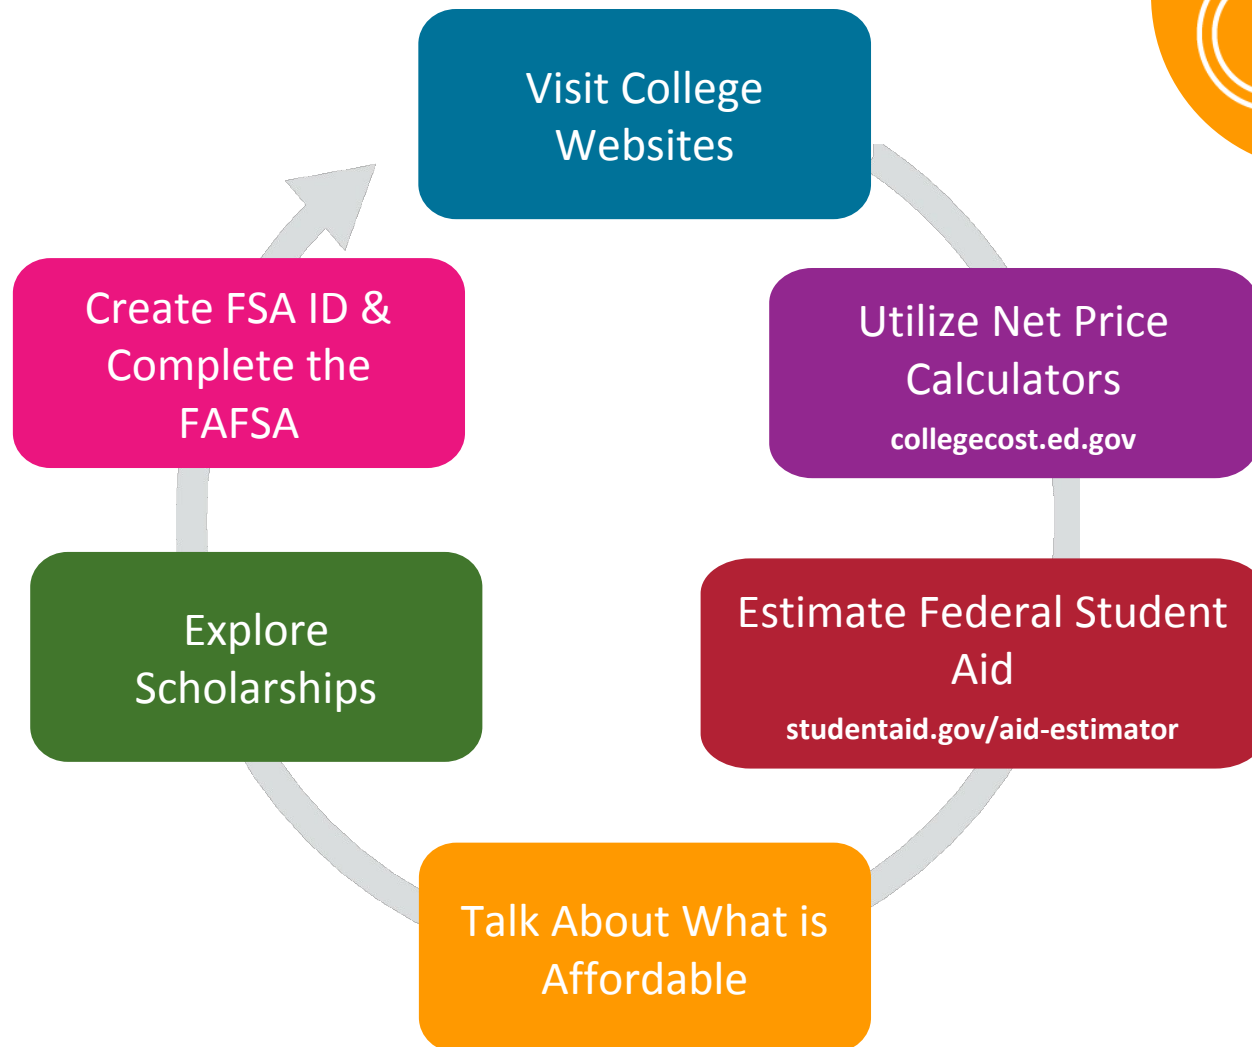 Visit College
Websites
Utilize Net Price
Calculators
collegecost.ed.gov
Estimate Federal Student
Aid
studentaid.gov/aid-estimator
Talk About What is
Affordable
Explore
Scholarships
Create FSA ID &
Complete the
FAFSA